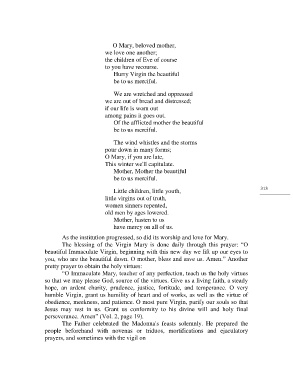 O Mary, beloved mother,
we love one another;
the children of Eve of course
to you have recourse.
Hurry Virgin the beautiful
be to us merciful.
We are wretched and oppressed
we are out of bread and distressed;
if our life is worn out
among pains it goes out.
Of the afflicted mother the beautiful
be to us merciful.
The wind whistles and the storms
pour down in many forms;
O Mary, if you are late,
This winter we'll capitulate.
Mother, Mother the beautiful
be to us merciful.
Little children, little youth,
little virgins out of truth,
women sinners repented,
old men by ages lowered.
Mother, hasten to us
have mercy on all of us.
As the institution progressed, so did its worship and love for Mary.
The blessing of the Virgin Mary is done daily through this prayer: "O
beautiful Immaculate Virgin, beginning with this new day we lift up our eyes to
you, who are the beautiful dawn. O mother, bless and save us. Amen." Another
pretty prayer to obtain the holy virtues:
"O Immaculate Mary, teacher of any perfection, teach us the holy virtues
so that we may please God, source of the virtues. Give us a living faith, a steady
hope, an ardent charity, prudence, justice, fortitude, and temperance. O very
humble Virgin, grant us humility of heart and of works, as well as the virtue of
obedience, meekness, and patience. O most pure Virgin, purify our souls so that
Jesus may rest in us. Grant us conformity to his divine will and holy final
perseverance. Amen" (Vol. 2, page 19).
The Father celebrated the Madonna's feasts solemnly. He prepared the
people beforehand with novenas or triduos, mortifications and ejaculatory
prayers, and sometimes with the vigil on